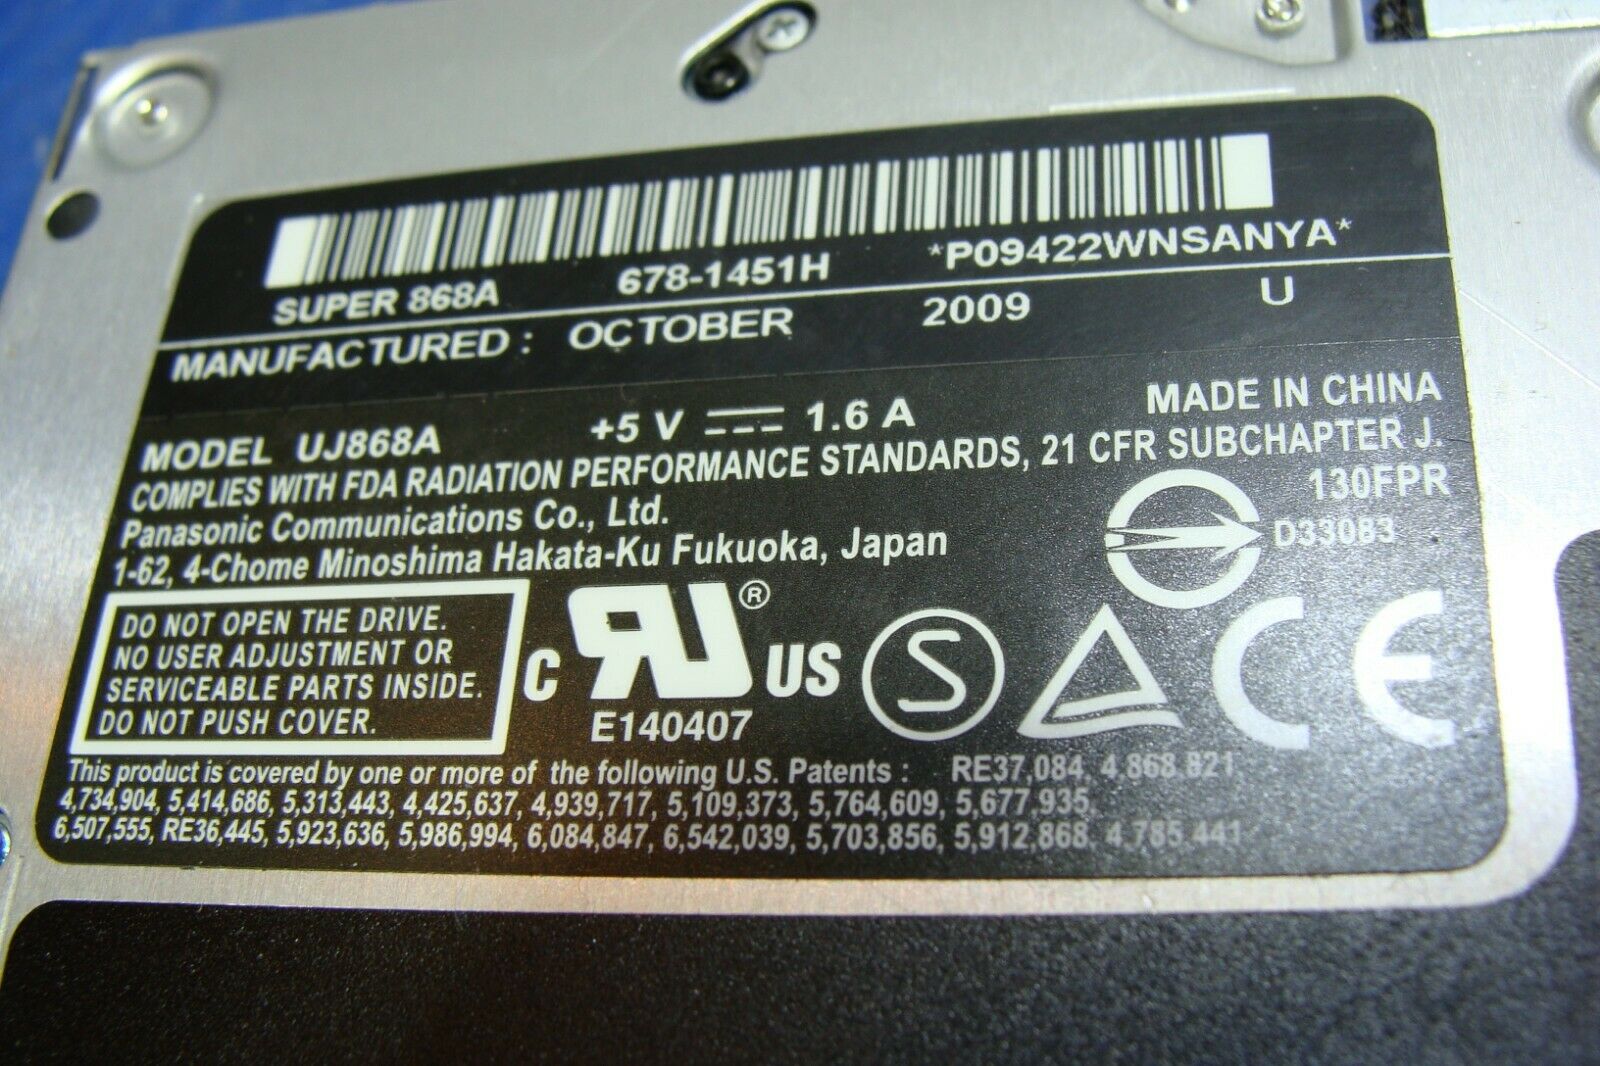 SUPER 868A 678-1451H *P09422WNSANYA*
MANUFACTURED: OCTOBER 2009 U
MODEL UJ868A +5 V 1.6 A MADE IN CHINA
COMPLIES WITH FDA RADIATION PERFORMANCE STANDARDS, 21 CFR SUBCHAPTER J.
Panasonic Communications Co., Ltd. 130FPR
1-62, 4-Chome Minoshima Hakata-Ku Fukuoka, Japan D33083
DO NOT OPEN THE DRIVE.
NO USER ADJUSTMENT OR
SERVICEABLE PARTS INSIDE.
DO NOT PUSH COVER.
C RU ® US S CE
E140407
This product is covered by one or more of the following U.S. Patents : RE37,084, 4,868,821,
4,734,904, 5,414,686, 5,313,443, 4,425,637, 4,939,717, 5,109,373, 5,764,609, 5,677,935,
6,507,555, RE36,445, 5,923,636, 5,986,994, 6,084,847, 6,542,039, 5,703,856, 5,912,868, 4,785,441